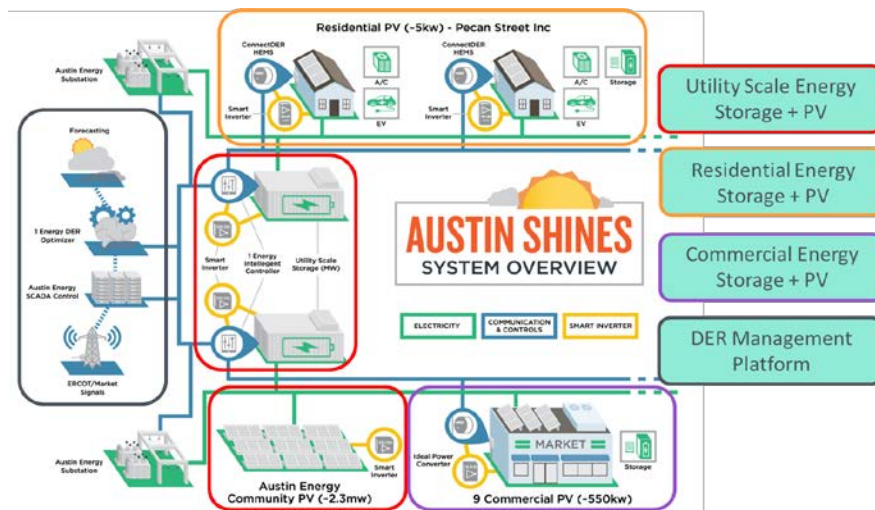 Residential PV (~5kw) - Pecan Street Inc
ConnectDER
HEMS
ConnectDER
HEMS
Austin Energy
Substation
A/C
A/C
Storage
Smart
Inverter
Smart
Inverter
EV
EV
Utility Scale Energy
Storage + PV
Forecasting
Residential Energy
Storage + PV
1 Energy DER
Optimizer
Smart
Inverter
1 Energy
Intellegent
Controller
Utility Scale
Storage (MW)
AUSTIN SHINES
SYSTEM OVERVIEW
Commercial Energy
Storage + PV
Austin Energy
SCADA Control
ELECTRICITY
COMMUNICATION
& CONTROLS
SMART INVERTER
DER Management
Platform
ERCOT/Market
Signals
Austin Energy
Substation
Smart
Inverter
Austin Energy
Community PV (~2.3mw)
Ideal Power
Converter
MARKET
Storage
9 Commercial PV (~550kw)